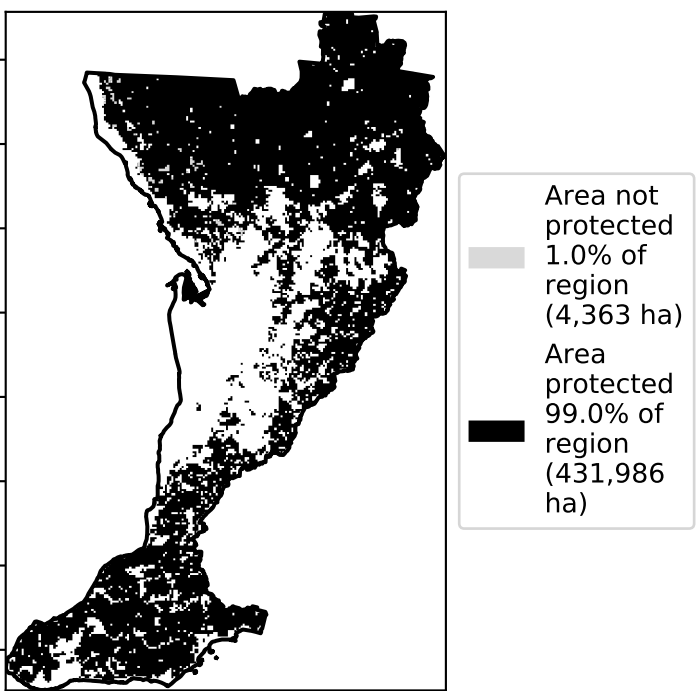 Area not
protected
1.0% of
region
(4,363 ha)
Area
protected
99.0% of
region
(431,986
ha)